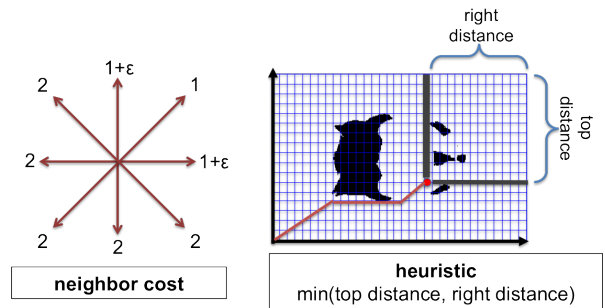 right
distance
1+ε
2
1
2
1+ε
2
2
2
top
distance
neighbor cost
heuristic
min(top distance, right distance)